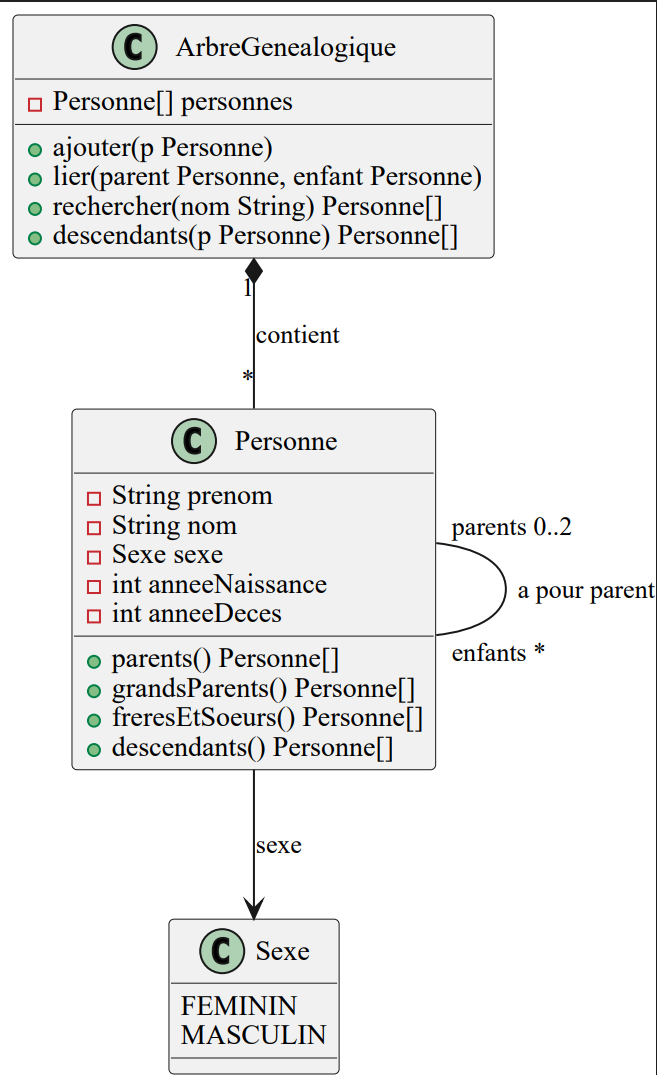 C ArbreGenealogique
Personne[] personnes
ajouter(p Personne)
lier(parent Personne, enfant Personne)
rechercher(nom String) Personne[]
descendants(p Personne) Personne[]
1
contient
*
C Personne
String prenom
String nom
Sexe sexe
int anneeNaissance
int anneeDeces
parents() Personne[]
grandsParents() Personne[]
freresEtSoeurs() Personne[]
descendants() Personne[]
parents 0..2
a pour parent
enfants *
sexe
C Sexe
FEMININ
MASCULIN